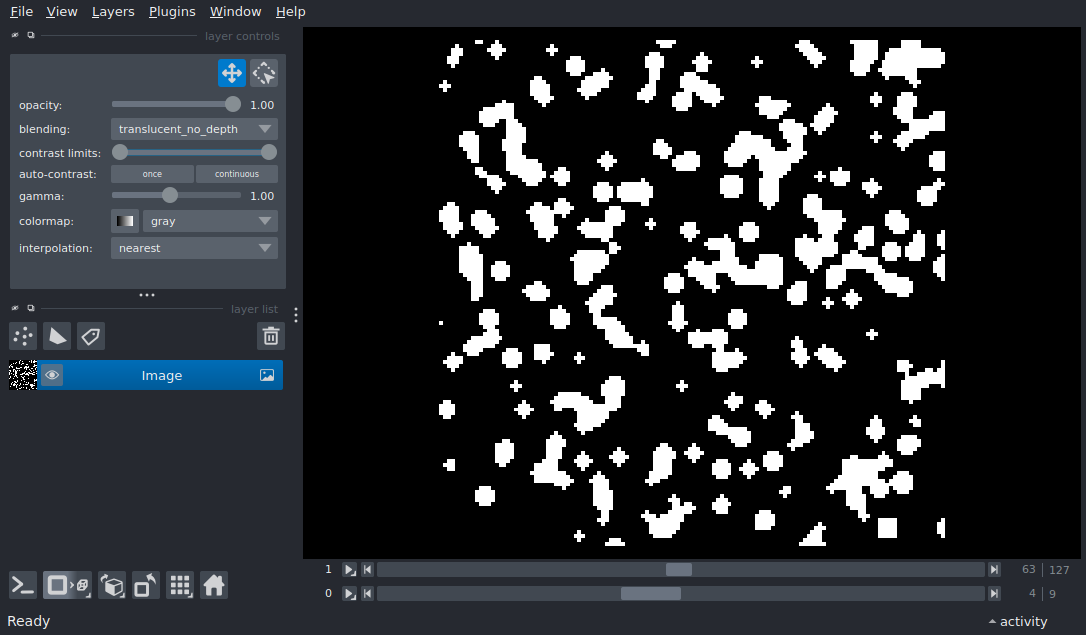 File View Layers Plugins Window Help
layer controls
opacity: 1.00
blending: translucent_no_depth
contrast limits:
auto-contrast: once continuous
gamma: 1.00
colormap: gray
interpolation: nearest
layer list
Image
1 63 127
0 4 9
Ready activity